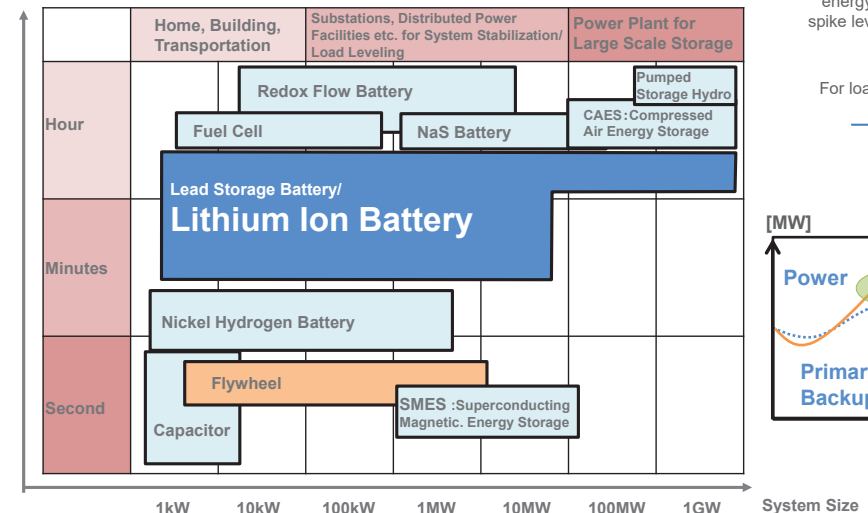 Home, Building,
Transportation
Substations, Distributed Power
Facilities etc. for System Stabilization/
Load Leveling
Power Plant for
Large Scale Storage
energy
spike lev
Hour
Redox Flow Battery
Pumped
Storage Hydro
Fuel Cell
NaS Battery
CAES:Compressed
Air Energy Storage
For loa
Lead Storage Battery/
Lithium Ion Battery
Minutes
Nickel Hydrogen Battery
[MW]
Power
Primar
Backup
Second
Flywheel
Capacitor
SMES :Superconducting
Magnetic. Energy Storage
1kW 10kW 100kW 1MW 10MW 100MW 1GW System Size